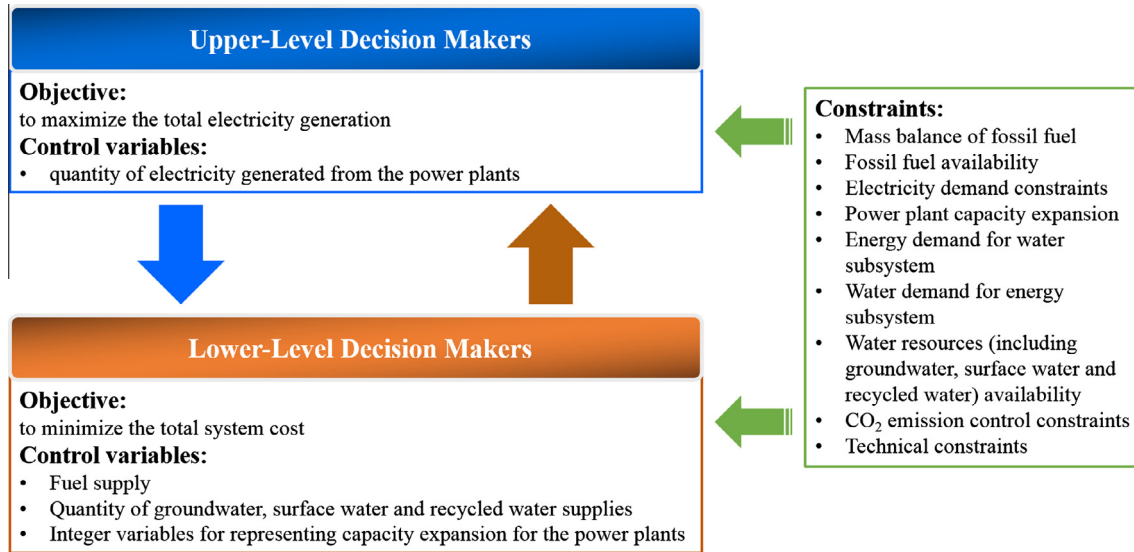 Upper-Level Decision Makers
Objective:
to maximize the total electricity generation
Control variables:
• quantity of electricity generated from the power plants
Lower-Level Decision Makers
Objective:
to minimize the total system cost
Control variables:
• Fuel supply
• Quantity of groundwater, surface water and recycled water supplies
• Integer variables for representing capacity expansion for the power plants
Constraints:
• Mass balance of fossil fuel
• Fossil fuel availability
• Electricity demand constraints
• Power plant capacity expansion
• Energy demand for water
subsystem
• Water demand for energy
subsystem
• Water resources (including
groundwater, surface water and
recycled water) availability
• CO₂ emission control constraints
• Technical constraints